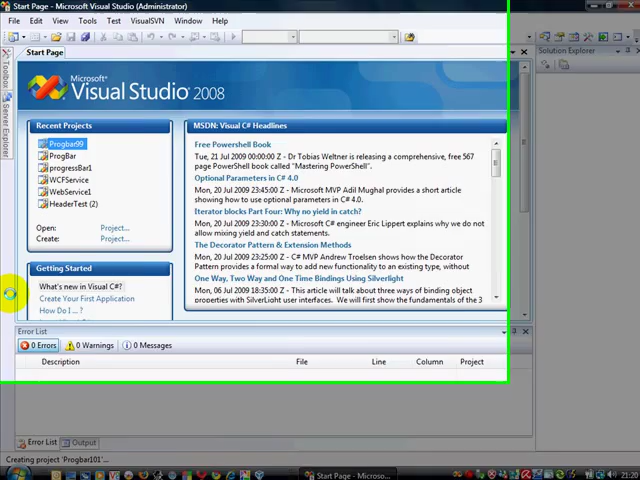 Start Page - Microsoft Visual Studio (Administrator)
File Edit View Tools Test VisualSVN Window Help
Start Page
Solution Explorer
Toolbox
Server Explorer
Microsoft
Visual Studio 2008
Recent Projects
Progbar99
ProgBar
progressBar1
WCFService
WebService1
HeaderTest (2)
Open: Project...
Create: Project...
Getting Started
What's new in Visual C#?
Create Your First Application
How Do I ... ?
MSDN: Visual C# Headlines
Free Powershell Book
Tue, 21 Jul 2009 00:00:00 Z - Dr Tobias Weltner is releasing a comprehensive, free 567
page PowerShell book called "Mastering PowerShell".
Optional Parameters in C# 4.0
Mon, 20 Jul 2009 23:45:00 Z - Microsoft MVP Adil Mughal provides a short article
showing how to use optional parameters in C# 4.0.
Iterator blocks Part Four: Why no yield in catch?
Mon, 20 Jul 2009 23:30:00 Z - C# engineer Eric Lippert explains why we do not
allow mixing yield and catch statements.
The Decorator Pattern & Extension Methods
Mon, 20 Jul 2009 23:25:00 Z - C# MVP Andrew Troelsen shows how the Decorator
Pattern provides a formal way to add new functionality to an existing type, without
One Way, Two Way and One Time Bindings Using Silverlight
Mon, 06 Jul 2009 18:35:00 Z - This article will talk about three ways of binding object
properties with SilverLight user interfaces. We will first show the fundamentals of the 3
Error List
0 Errors 0 Warnings 0 Messages
Description File Line Column Project
Error List Output
Creating project 'Progbar101'...
Start Page - Microso...
21:20